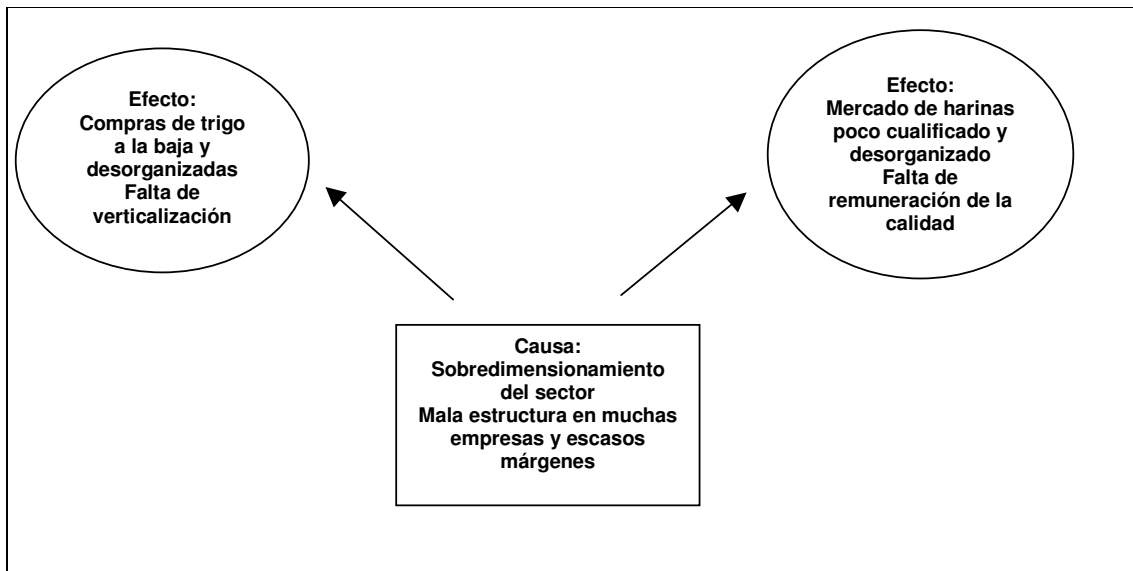 Efecto:
Compras de trigo
a la baja y
desorganizadas
Falta de
verticalización
Efecto:
Mercado de harinas
poco cualificado y
desorganizado
Falta de
remuneración de la
calidad
Causa:
Sobredimensionamiento
del sector
Mala estructura en muchas
empresas y escasos
márgenes